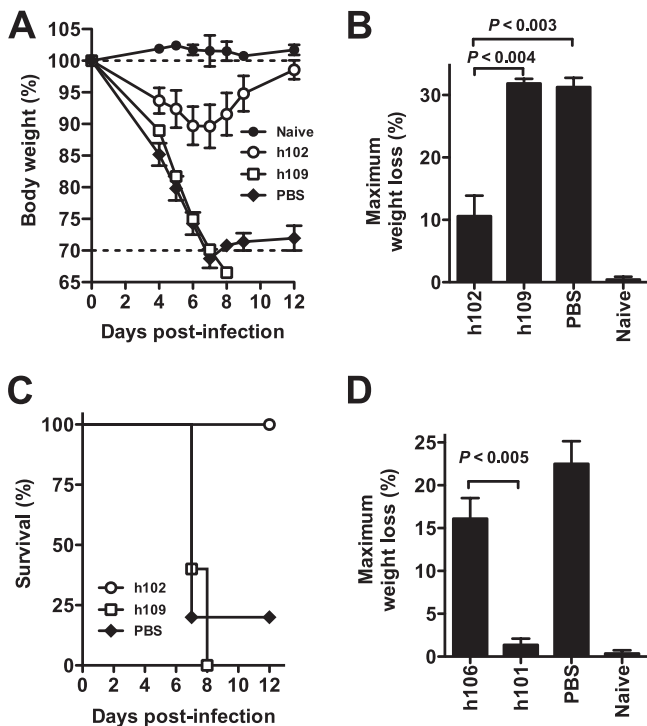 A
Body weight (%)
105
100
95
90
85
80
75
70
65
Naive
h102
h109
PBS
0 2 4 6 8 10 12
Days post-infection
B
P < 0.003
P < 0.004
Maximum
weight loss (%)
30
20
10
0
h102
h109
PBS
Naive
C
Survival (%)
100
75
50
25
0
h102
h109
PBS
0 2 4 6 8 10 12
Days post-infection
D
P < 0.005
Maximum
weight loss (%)
25
20
15
10
5
0
h106
h101
PBS
Naive